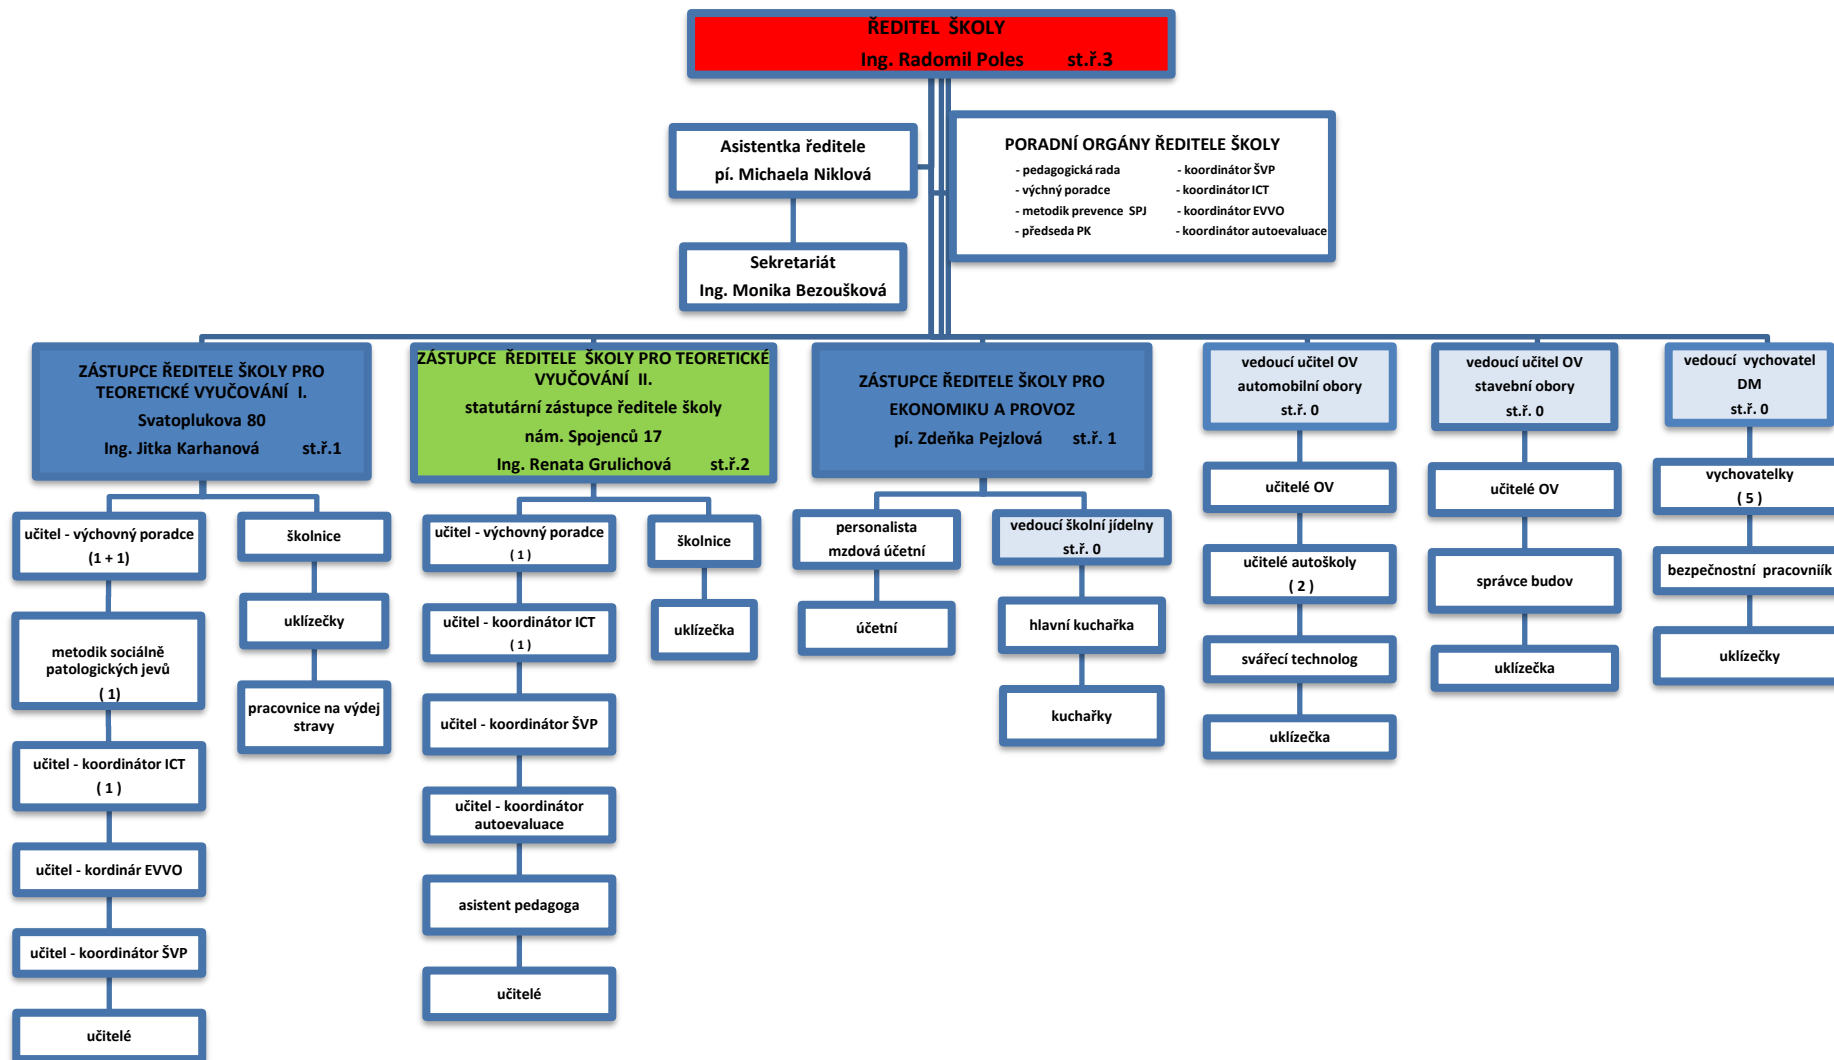 ŘEDITEL ŠKOLY
Ing. Radomil Poles st.ř.3
Asistentka ředitele
pí. Michaela Niklová
PORADNÍ ORGÁNY ŘEDITELE ŠKOLY
- pedagogická rada - koordinátor ŠVP
- výchný poradce - koordinátor ICT
- metodik prevence SPJ - koordinátor EVVO
- předseda PK - koordinátor autoevaluace
Sekretariát
Ing. Monika Bezoušková
ZÁSTUPCE ŘEDITELE ŠKOLY PRO
TEORETICKÉ VYUČOVÁNÍ I.
Svatoplukova 80
Ing. Jitka Karhanová st.ř.1
ZÁSTUPCE ŘEDITELE ŠKOLY PRO TEORETICKÉ
VYUČOVÁNÍ II.
statutární zástupce ředitele školy
nám. Spojenců 17
Ing. Renata Grulichová st.ř.2
ZÁSTUPCE ŘEDITELE ŠKOLY PRO
EKONOMIKU A PROVOZ
pí. Zdeňka Pejzlová st.ř. 1
vedoucí učitel OV
automobilní obory
st.ř. 0
vedoucí učitel OV
stavební obory
st.ř. 0
vedoucí vychovatel
DM
st.ř. 0
učitel - výchovný poradce
(1 + 1)
metodik sociálně
patologických jevů
( 1)
učitel - koordinátor ICT
( 1 )
učitel - kordinár EVVO
učitel - koordinátor ŠVP
učitelé
školnice
uklízečky
pracovnice na výdej
stravy
učitel - výchovný poradce
( 1 )
učitel - koordinátor ICT
( 1 )
učitel - koordinátor ŠVP
učitel - koordinátor
autoevaluace
asistent pedagoga
učitelé
školnice
uklízečka
personalista
mzdová účetní
účetní
vedoucí školní jídelny
st.ř. 0
hlavní kuchařka
kuchařky
učitelé OV
učitelé autoškoly
( 2 )
svářecí technolog
uklízečka
učitelé OV
správce budov
uklízečka
vychovatelky
( 5 )
bezpečnostní pracovniík
uklízečky